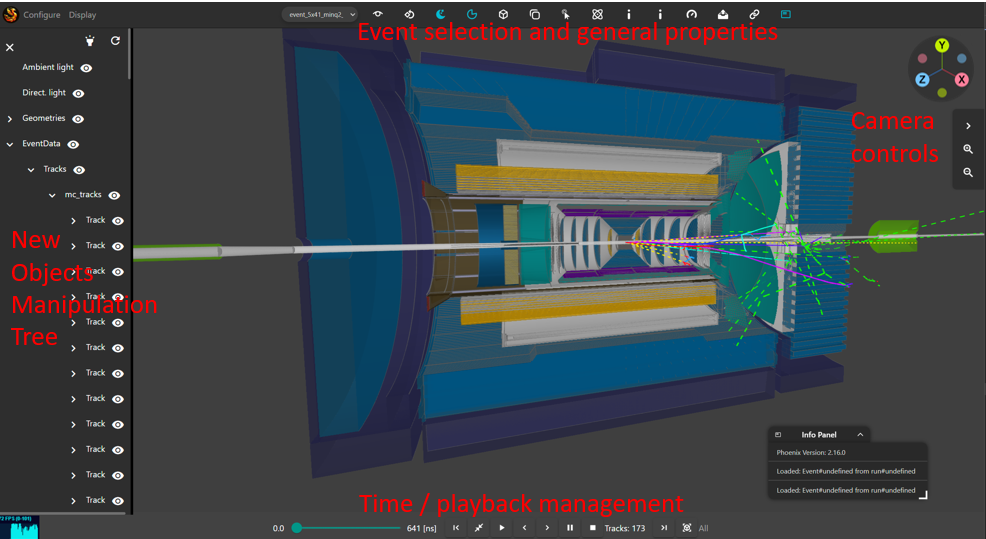 Configure Display
event_5x41_minq2_
Event selection and general properties
Ambient light
Direct. light
Geometries
EventData
Tracks
mc_tracks
Track
Track
Track
Track
Track
Track
Track
Track
Track
Track
Track
Track
New
Objects
Manipulation
Tree
Y
Z
X
Camera
controls
Info Panel
Phoenix Version: 2.16.0
Loaded: Event#undefined from run#undefined
Loaded: Event#undefined from run#undefined
Time / playback management
0.0 641 [ns] Tracks: 173 All